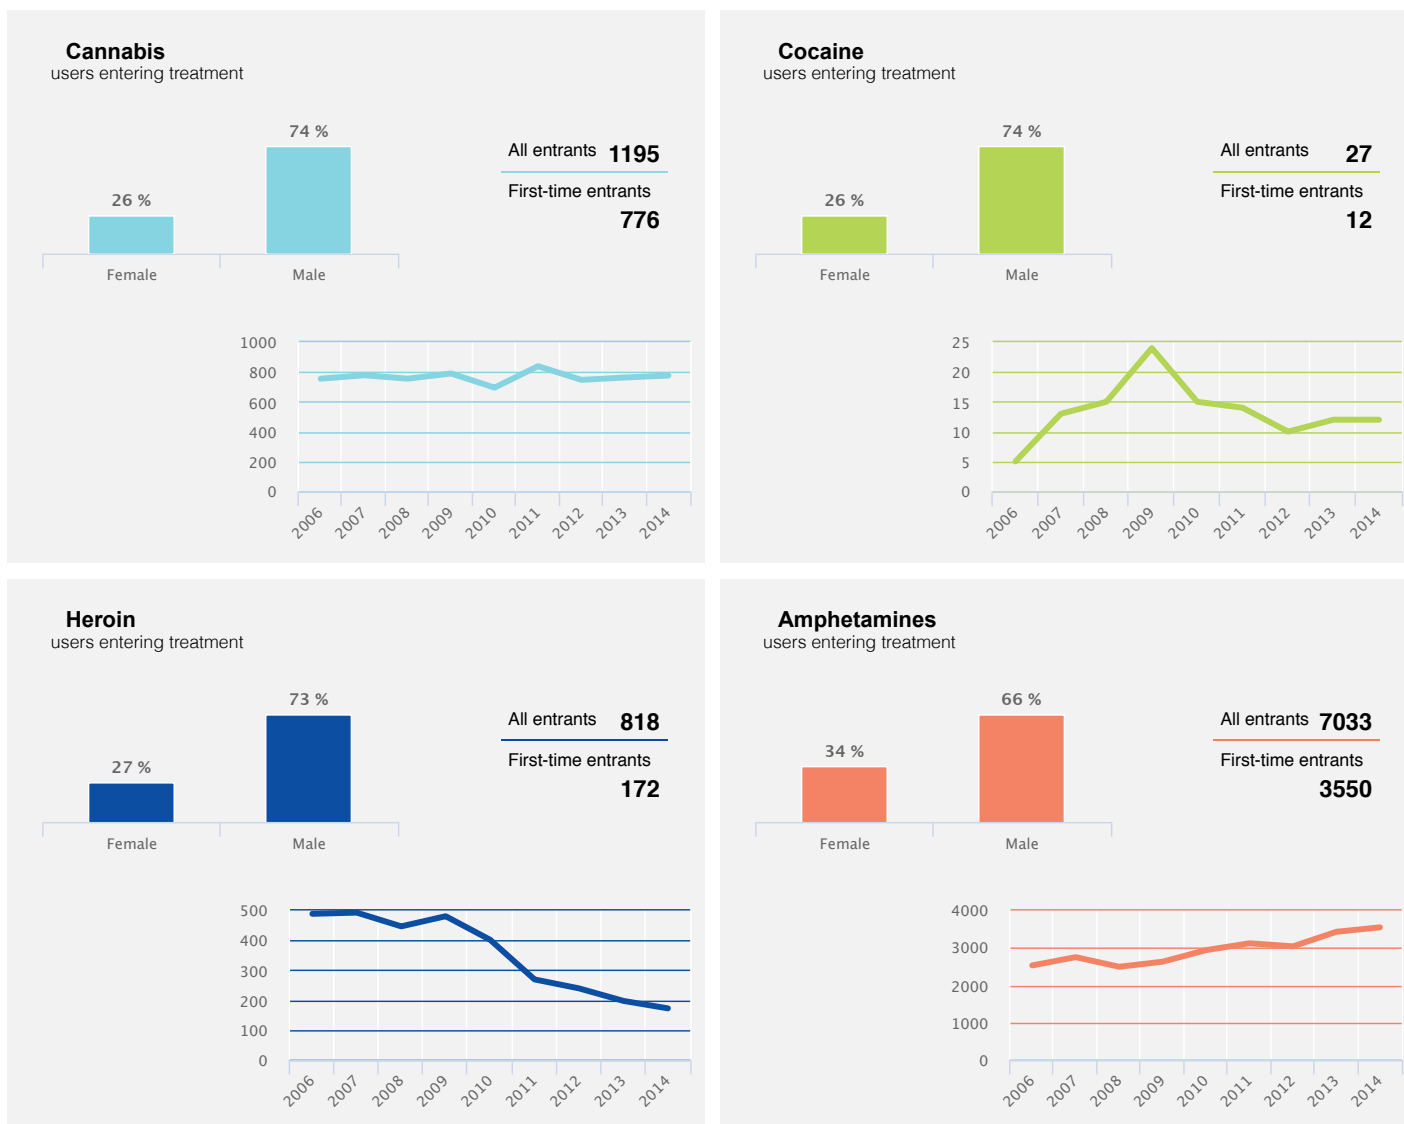 Cannabis
users entering treatment
74 %
26 %
Female
Male
All entrants 1195
First-time entrants
776
1000
800
600
400
200
0
2006 2007 2008 2009 2010 2011 2012 2013 2014
Cocaine
users entering treatment
74 %
26 %
Female
Male
All entrants 27
First-time entrants
12
25
20
15
10
5
0
2006 2007 2008 2009 2010 2011 2012 2013 2014
Heroin
users entering treatment
73 %
27 %
Female
Male
All entrants 818
First-time entrants
172
500
400
300
200
100
0
2006 2007 2008 2009 2010 2011 2012 2013 2014
Amphetamines
users entering treatment
66 %
34 %
Female
Male
All entrants 7033
First-time entrants
3550
4000
3000
2000
1000
0
2006 2007 2008 2009 2010 2011 2012 2013 2014